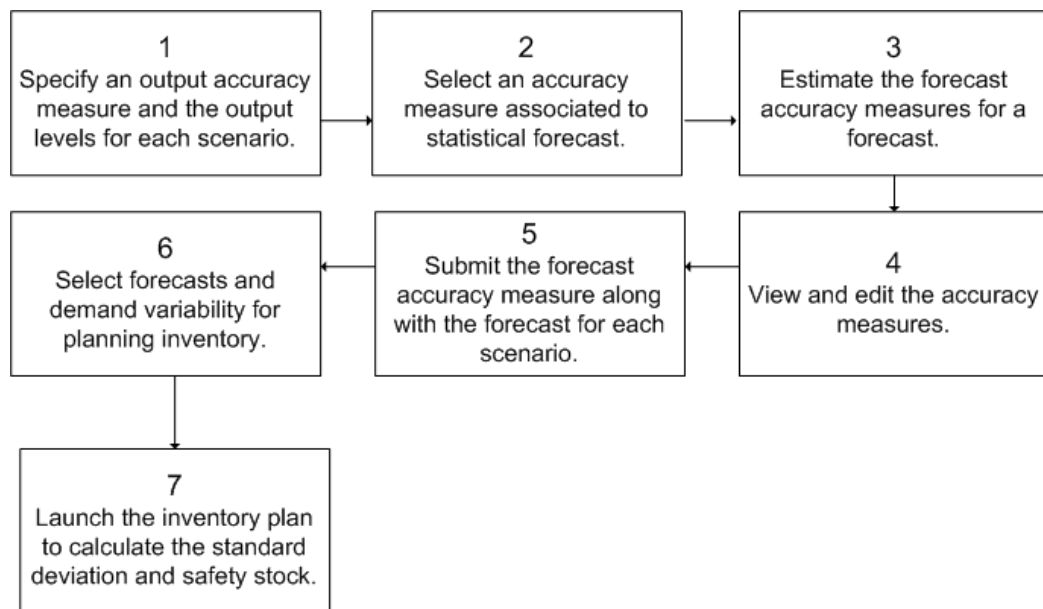 1
Specify an output accuracy
measure and the output
levels for each scenario.
2
Select an accuracy
measure associated to
statistical forecast.
3
Estimate the forecast
accuracy measures for a
forecast.
4
View and edit the accuracy
measures.
5
Submit the forecast
accuracy measure along
with the forecast for each
scenario.
6
Select forecasts and
demand variability for
planning inventory.
7
Launch the inventory plan
to calculate the standard
deviation and safety stock.